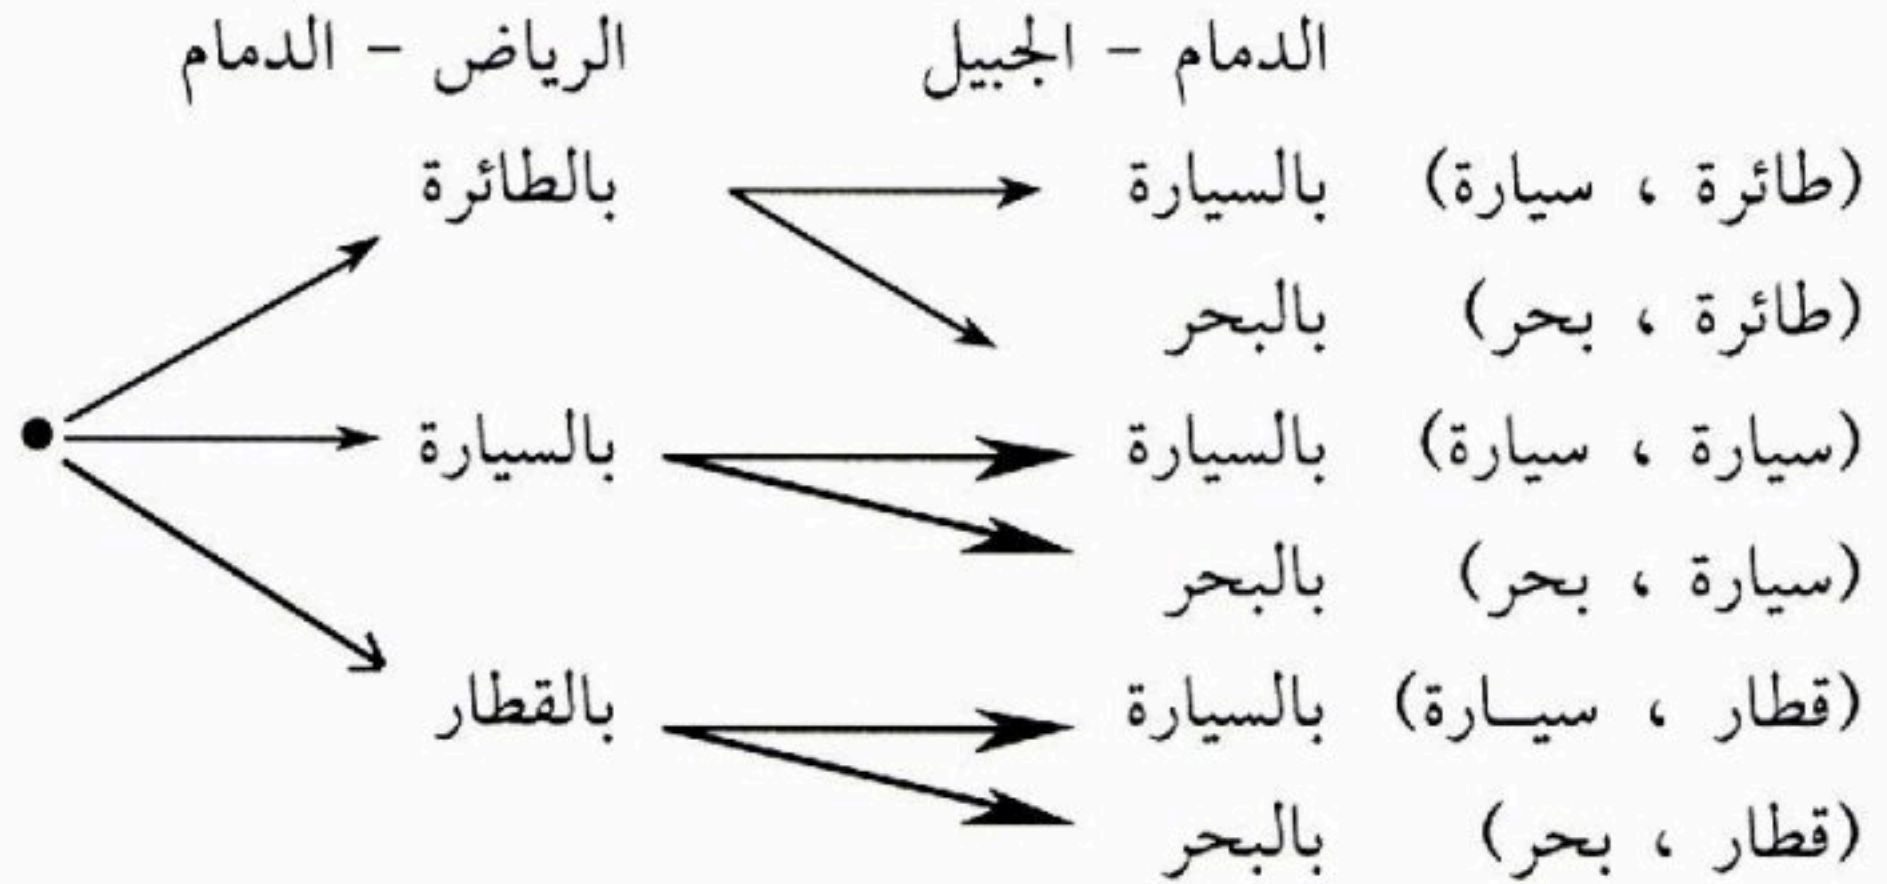 الرياض - الدمام    الدمام - الجبيل
بالطائرة    بالسيارة    (طائرة ، سيارة)
بالبحر    (طائرة ، بحر)
بالسيارة    بالسيارة    (سيارة ، سيارة)
بالبحر    (سيارة ، بحر)
بالقطار    بالسيارة    (قطار ، سيـارة)
بالبحر    (قطار ، بحر)